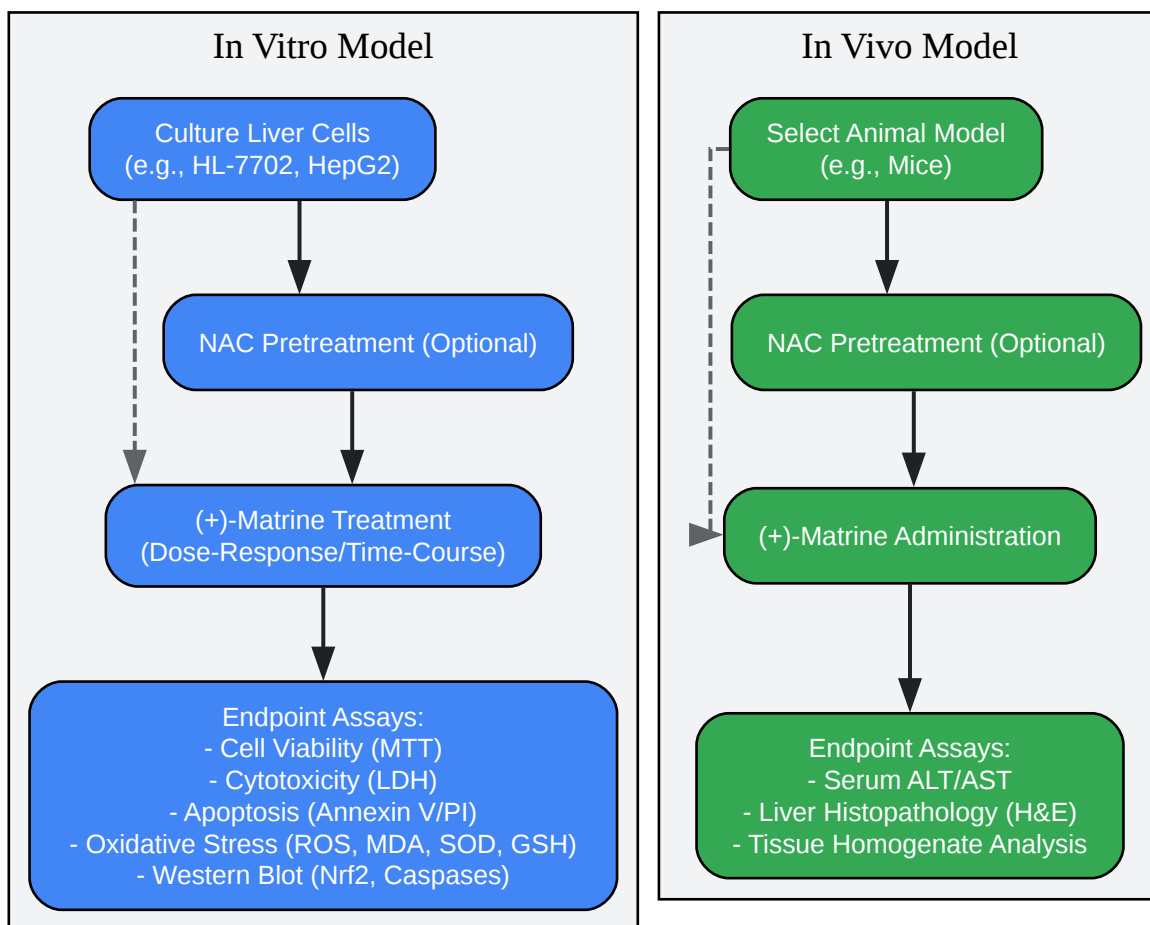 In Vitro Model
Culture Liver Cells
(e.g., HL-7702, HepG2)
NAC Pretreatment (Optional)
(+)-Matrine Treatment
(Dose-Response/Time-Course)
Endpoint Assays:
- Cell Viability (MTT)
- Cytotoxicity (LDH)
- Apoptosis (Annexin V/PI)
- Oxidative Stress (ROS, MDA, SOD, GSH)
- Western Blot (Nrf2, Caspases)
In Vivo Model
Select Animal Model
(e.g., Mice)
NAC Pretreatment (Optional)
(+)-Matrine Administration
Endpoint Assays:
- Serum ALT/AST
- Liver Histopathology (H&E)
- Tissue Homogenate Analysis